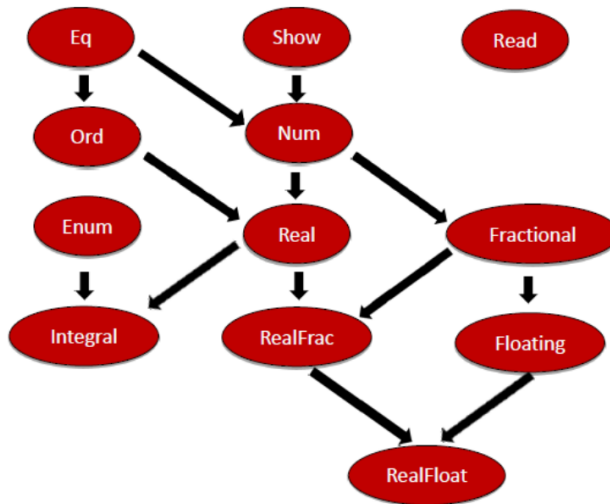 Eq
Show
Read
Ord
Num
Enum
Real
Fractional
Integral
RealFrac
Floating
RealFloat